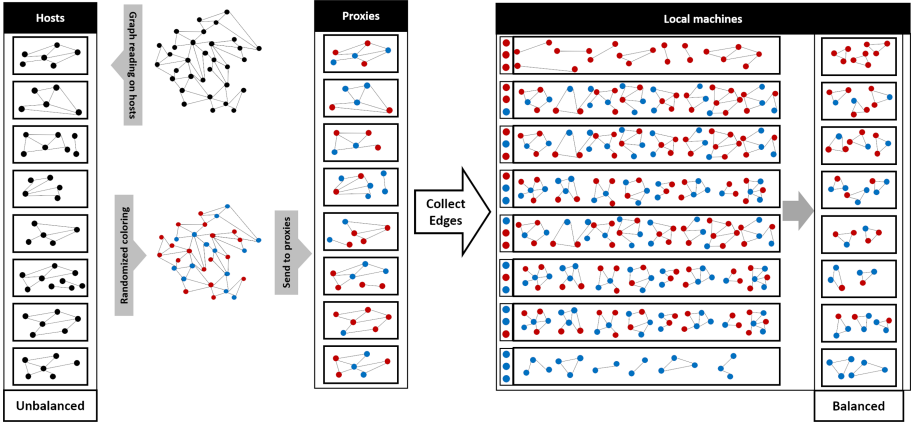 Hosts
Graph reading on hosts
Randomized coloring
Send to proxies
Unbalanced
Proxies
Collect
Edges
Local machines
Balanced